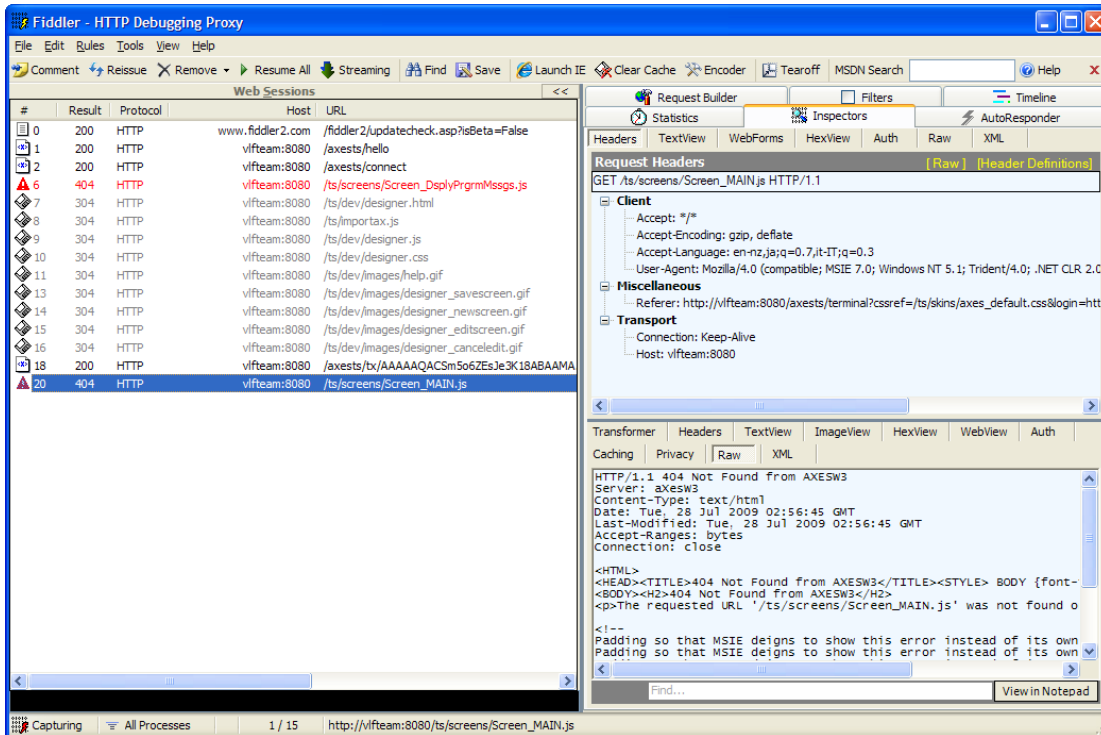 Fiddler - HTTP Debugging Proxy
File Edit Rules Tools View Help
Comment Reissue Remove Resume All Streaming Find Save Launch IE Clear Cache Encoder Tearoff MSDN Search Help x
Web Sessions <<
# Result Protocol Host URL
0 200 HTTP www.fiddler2.com /fiddler2/updatecheck.asp?isBeta=False
1 200 HTTP vlfteam:8080 /axests/hello
2 200 HTTP vlfteam:8080 /axests/connect
6 404 HTTP vlfteam:8080 /ts/screens/Screen_DsplyPrgrmMssgs.js
7 304 HTTP vlfteam:8080 /ts/dev/designer.html
8 304 HTTP vlfteam:8080 /ts/importax.js
9 304 HTTP vlfteam:8080 /ts/dev/designer.js
10 304 HTTP vlfteam:8080 /ts/dev/designer.css
11 304 HTTP vlfteam:8080 /ts/dev/images/help.gif
13 304 HTTP vlfteam:8080 /ts/dev/images/designer_savescreen.gif
14 304 HTTP vlfteam:8080 /ts/dev/images/designer_newscreen.gif
15 304 HTTP vlfteam:8080 /ts/dev/images/designer_editscreen.gif
16 304 HTTP vlfteam:8080 /ts/dev/images/designer_canceledit.gif
18 200 HTTP vlfteam:8080 /axests/tx/AAAAAQACSm5o6ZEsJe3K18ABAAMA
20 404 HTTP vlfteam:8080 /ts/screens/Screen_MAIN.js
Request Builder Filters Timeline
Statistics Inspectors AutoResponder
Headers TextView WebForms HexView Auth Raw XML
Request Headers [ Raw ] [Header Definitions]
GET /ts/screens/Screen_MAIN.js HTTP/1.1
Client
Accept: */*
Accept-Encoding: gzip, deflate
Accept-Language: en-nz,ja;q=0.7,it-IT;q=0.3
User-Agent: Mozilla/4.0 (compatible; MSIE 7.0; Windows NT 5.1; Trident/4.0; .NET CLR 2.0
Miscellaneous
Referer: http://vlfteam:8080/axests/terminal?cssref=/ts/skins/axes_default.css&login=htt
Transport
Connection: Keep-Alive
Host: vlfteam:8080
Transformer Headers TextView ImageView HexView WebView Auth
Caching Privacy Raw XML
HTTP/1.1 404 Not Found from AXESW3
Server: aXesW3
Content-Type: text/html
Date: Tue, 28 Jul 2009 02:56:45 GMT
Last-Modified: Tue, 28 Jul 2009 02:56:45 GMT
Accept-Ranges: bytes
Connection: close
<HTML>
<HEAD><TITLE>404 Not Found from AXESW3</TITLE><STYLE> BODY {font-
<BODY><H2>404 Not Found from AXESW3</H2>
<p>The requested URL '/ts/screens/Screen_MAIN.js' was not found o
<!--
Padding so that MSIE deigns to show this error instead of its own
Padding so that MSIE deigns to show this error instead of its own
Find... View in Notepad
Capturing All Processes 1 / 15 http://vlfteam:8080/ts/screens/Screen_MAIN.js